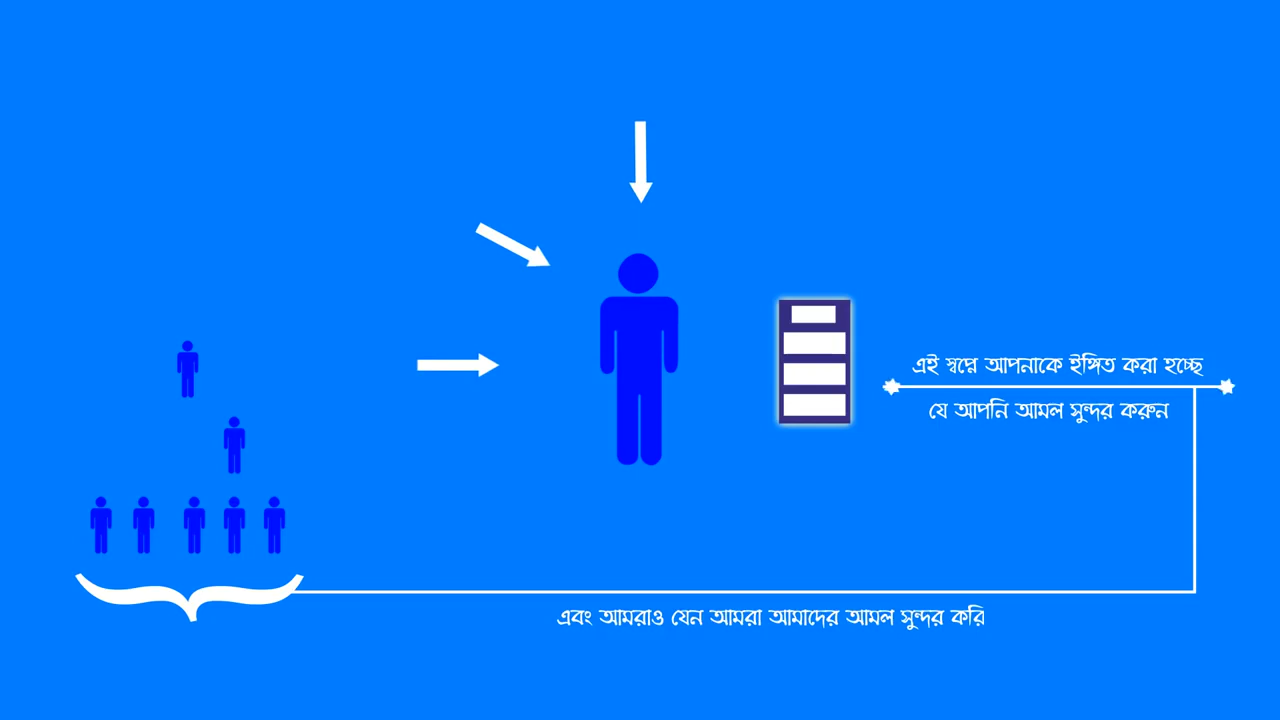 এই স্বপ্নে আপনাকে ইঙ্গিত করা হচ্ছে
যে আপনি আমল সুন্দর করুন
এবং আমরাও যেন আমরা আমাদের আমল সুন্দর করি